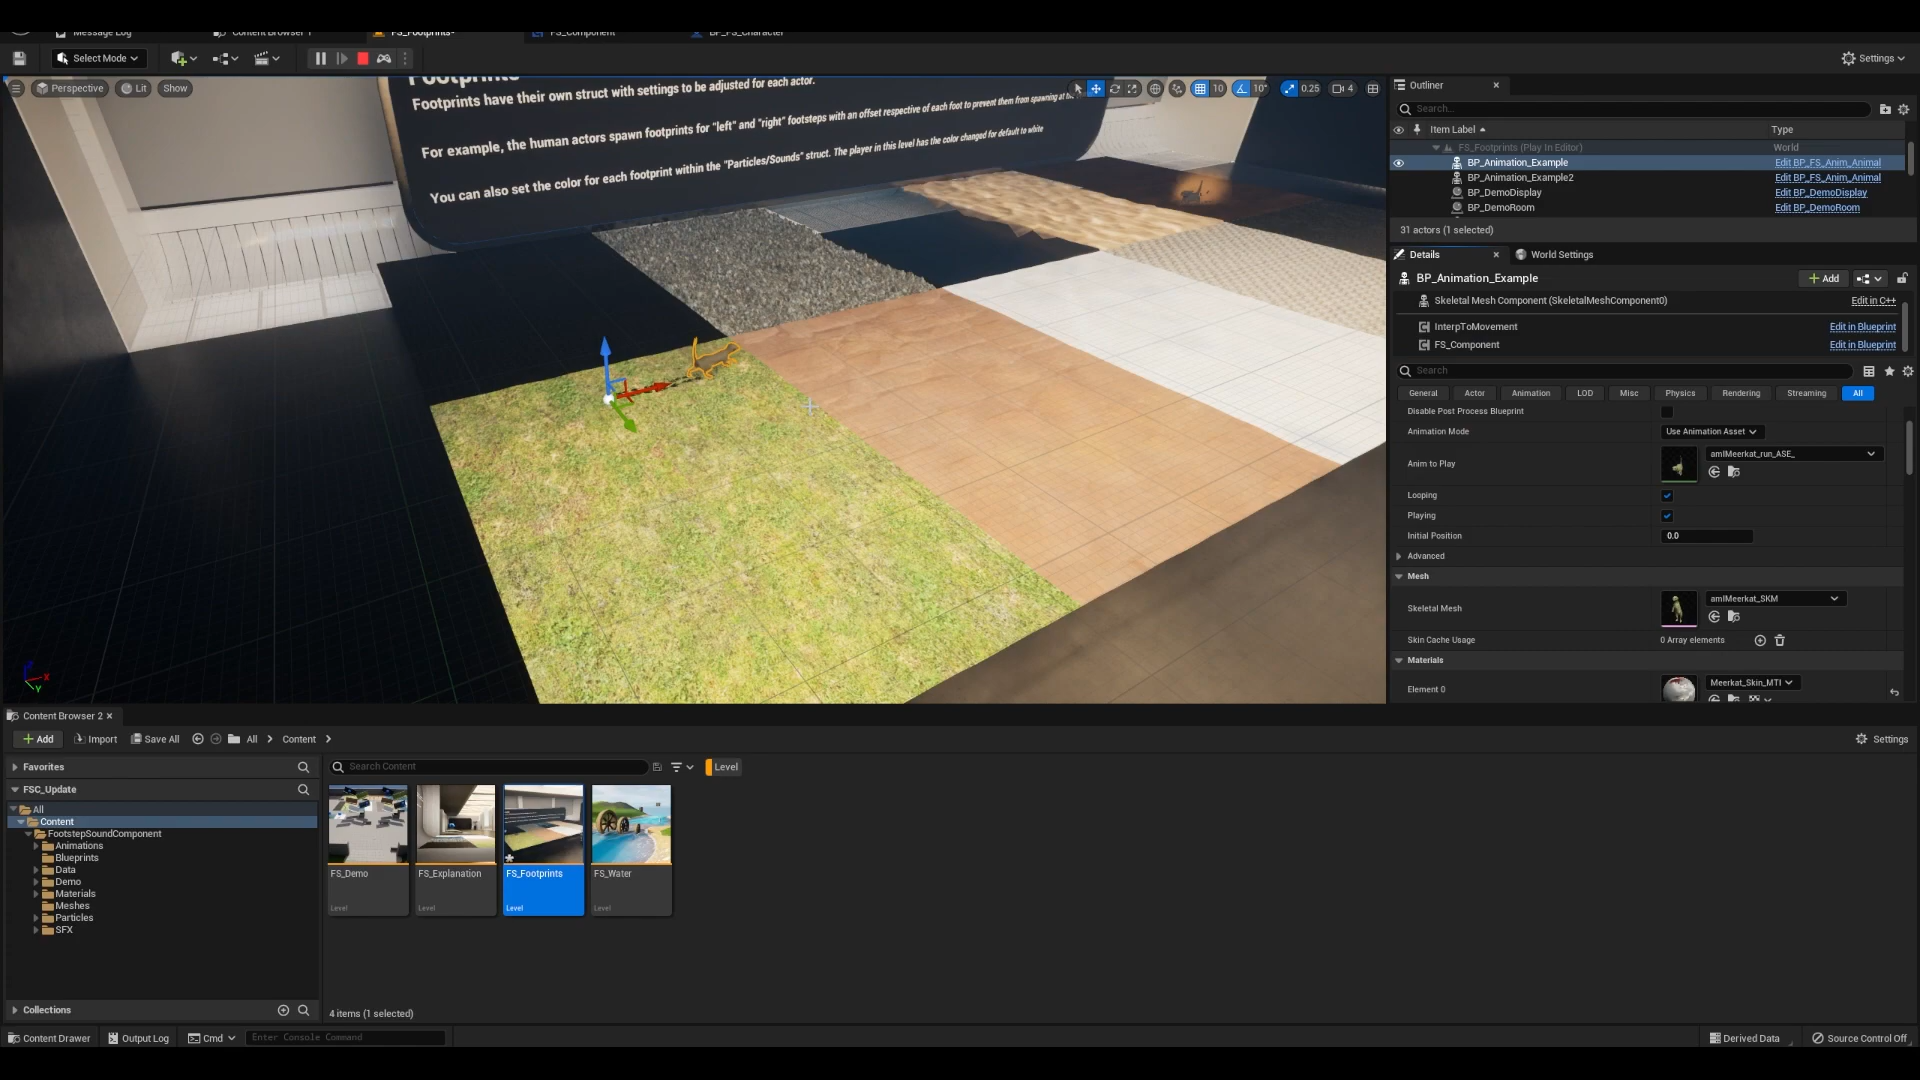 Message Log
Content Browser 1
FS_Footprints*
FS_Component
BP_FS_Character
Select Mode
Settings
Perspective
Lit
Show
10
10°
0.25
4
Footprints
Footprints have their own struct with settings to be adjusted for each actor.
For example, the human actors spawn footprints for "left" and "right" footsteps with an offset respective of each foot to prevent them from spawning at
You can also set the color for each footprint within the "Particles/Sounds" struct. The player in this level has the color changed for default to white
Outliner
Search...
Item Label
Type
FS_Footprints (Play In Editor)
World
BP_Animation_Example
Edit BP_FS_Anim_Animal
BP_Animation_Example2
Edit BP_FS_Anim_Animal
BP_DemoDisplay
Edit BP_DemoDisplay
BP_DemoRoom
Edit BP_DemoRoom
31 actors (1 selected)
Details
World Settings
BP_Animation_Example
Add
Skeletal Mesh Component (SkeletalMeshComponent0)
Edit in C++
InterpToMovement
Edit in Blueprint
FS_Component
Edit in Blueprint
Search
General
Actor
Animation
LOD
Misc
Physics
Rendering
Streaming
All
Disable Post Process Blueprint
Animation Mode
Use Animation Asset
Anim to Play
amlMeerkat_run_ASE_
Looping
Playing
Initial Position
0.0
Advanced
Mesh
Skeletal Mesh
amlMeerkat_SKM
Skin Cache Usage
0 Array elements
Materials
Element 0
Meerkat_Skin_MTI
Z
X
Y
Content Browser 2
Add
Import
Save All
All
Content
Settings
Favorites
FSC_Update
All
Content
FootstepSoundComponent
Animations
Blueprints
Data
Demo
Materials
Meshes
Particles
SFX
Collections
Search Content
Level
FS_Demo
Level
FS_Explanation
Level
FS_Footprints
Level
FS_Water
Level
4 items (1 selected)
Content Drawer
Output Log
Cmd
Enter Console Command
Derived Data
Source Control Off